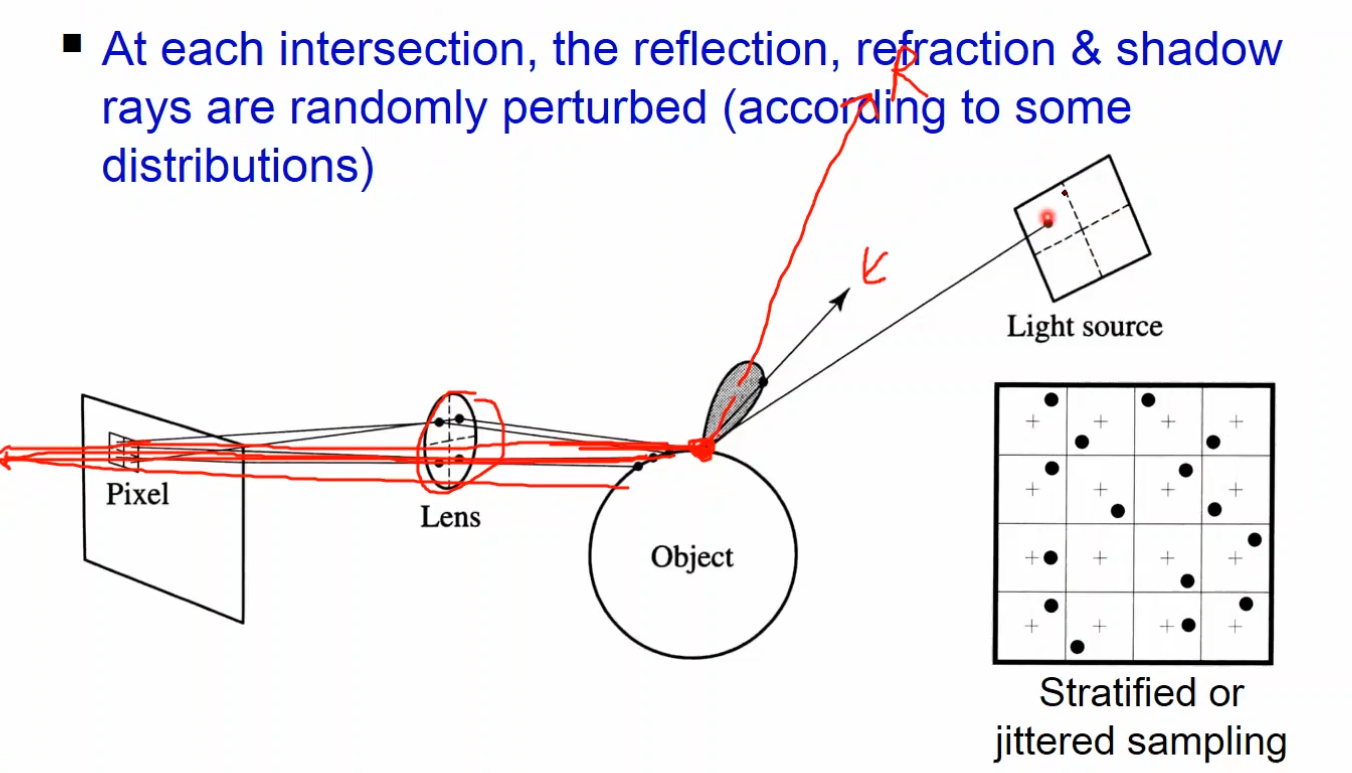 ▪ At each intersection, the reflection, refraction & shadow
rays are randomly perturbed (according to some
distributions)
R
Light source
Pixel
Lens
Object
Stratified or
jittered sampling